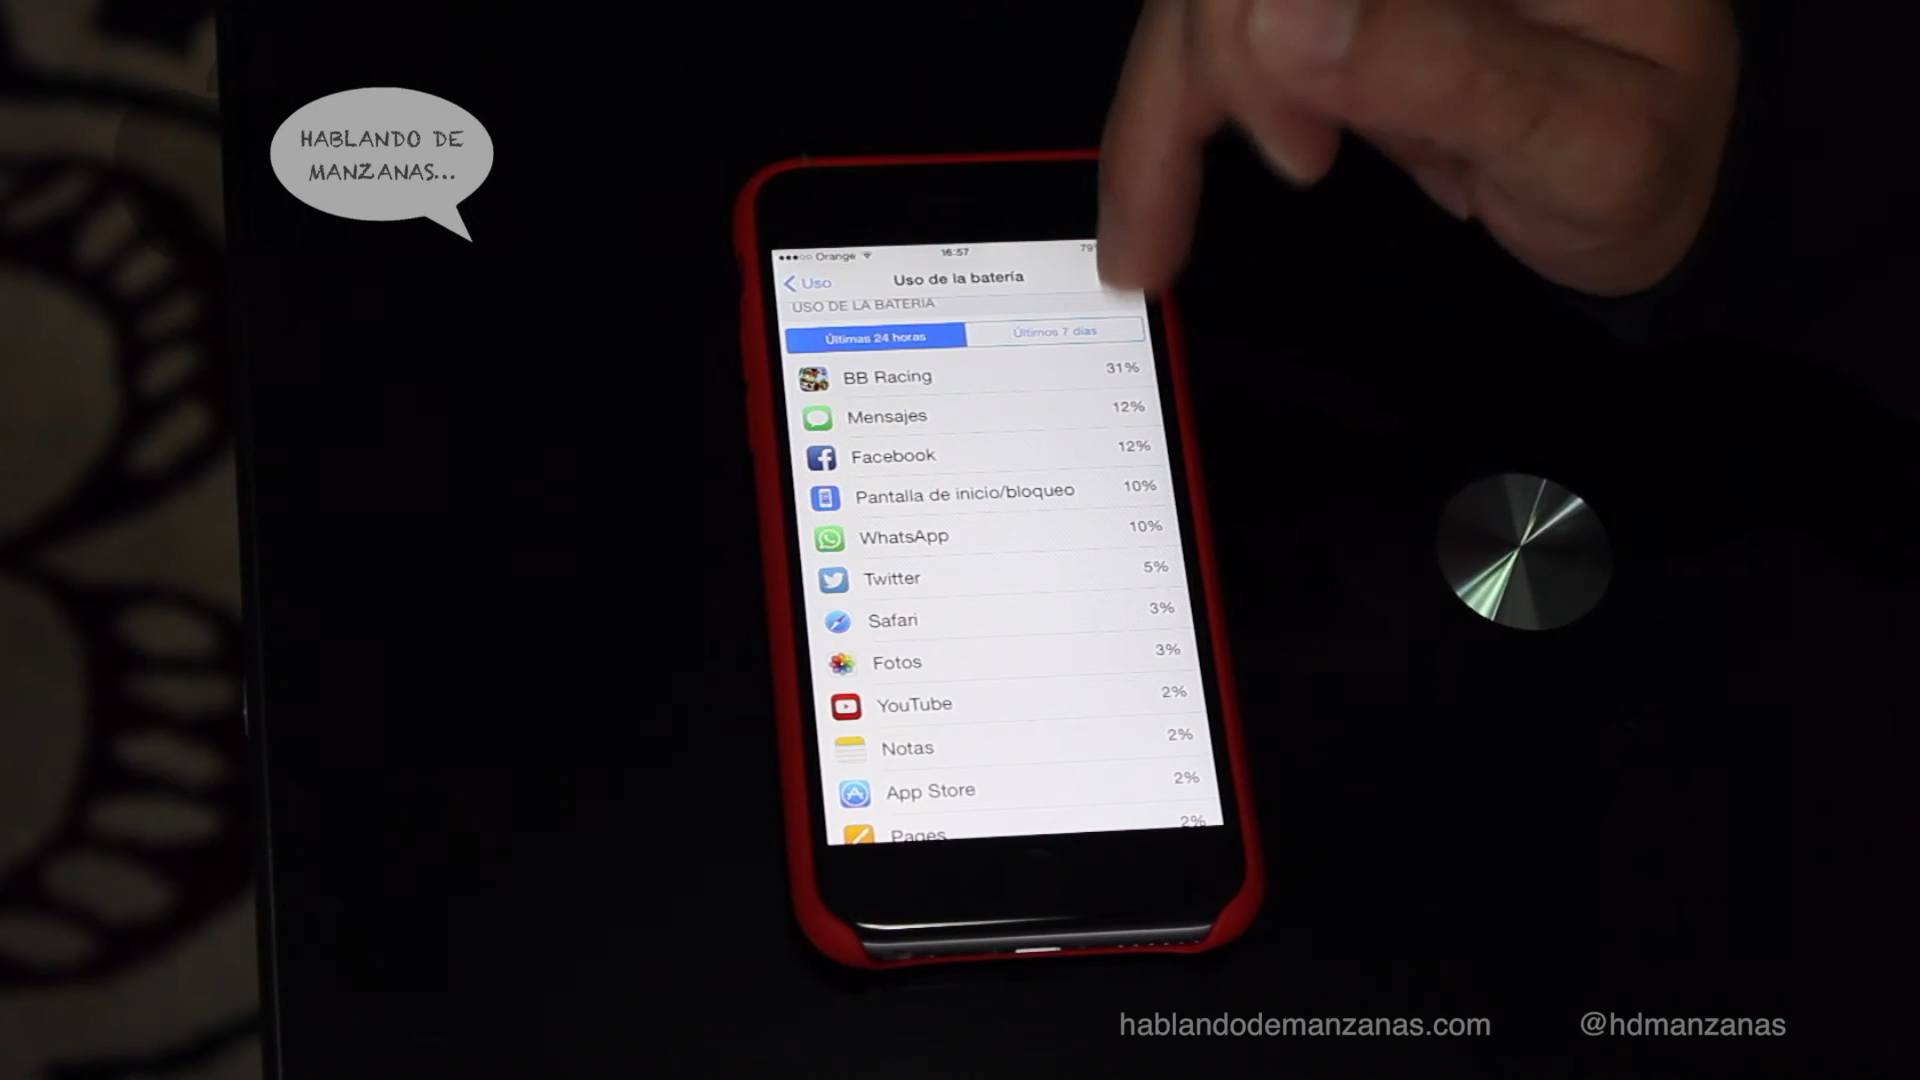 HABLANDO DE
MANZANAS...
Orange 16:57 79%
Uso Uso de la batería
USO DE LA BATERÍA
Últimas 24 horas Últimos 7 días
BB Racing 31%
Mensajes 12%
Facebook 12%
Pantalla de inicio/bloqueo 10%
WhatsApp 10%
Twitter 5%
Safari 3%
Fotos 3%
YouTube 2%
Notas 2%
App Store 2%
Pages 2%
hablandodemanzanas.com @hdmanzanas